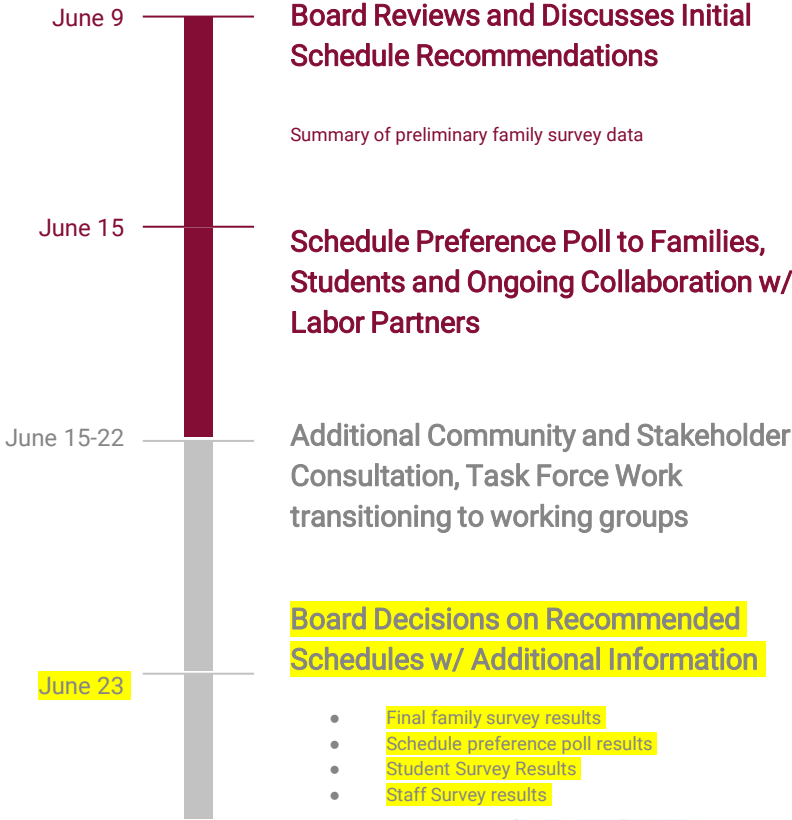 June 9
Board Reviews and Discusses Initial
Schedule Recommendations
Summary of preliminary family survey data
June 15
Schedule Preference Poll to Families,
Students and Ongoing Collaboration w/
Labor Partners
June 15-22
Additional Community and Stakeholder
Consultation, Task Force Work
transitioning to working groups
Board Decisions on Recommended
Schedules w/ Additional Information
June 23
● Final family survey results
● Schedule preference poll results
● Student Survey Results
● Staff Survey results